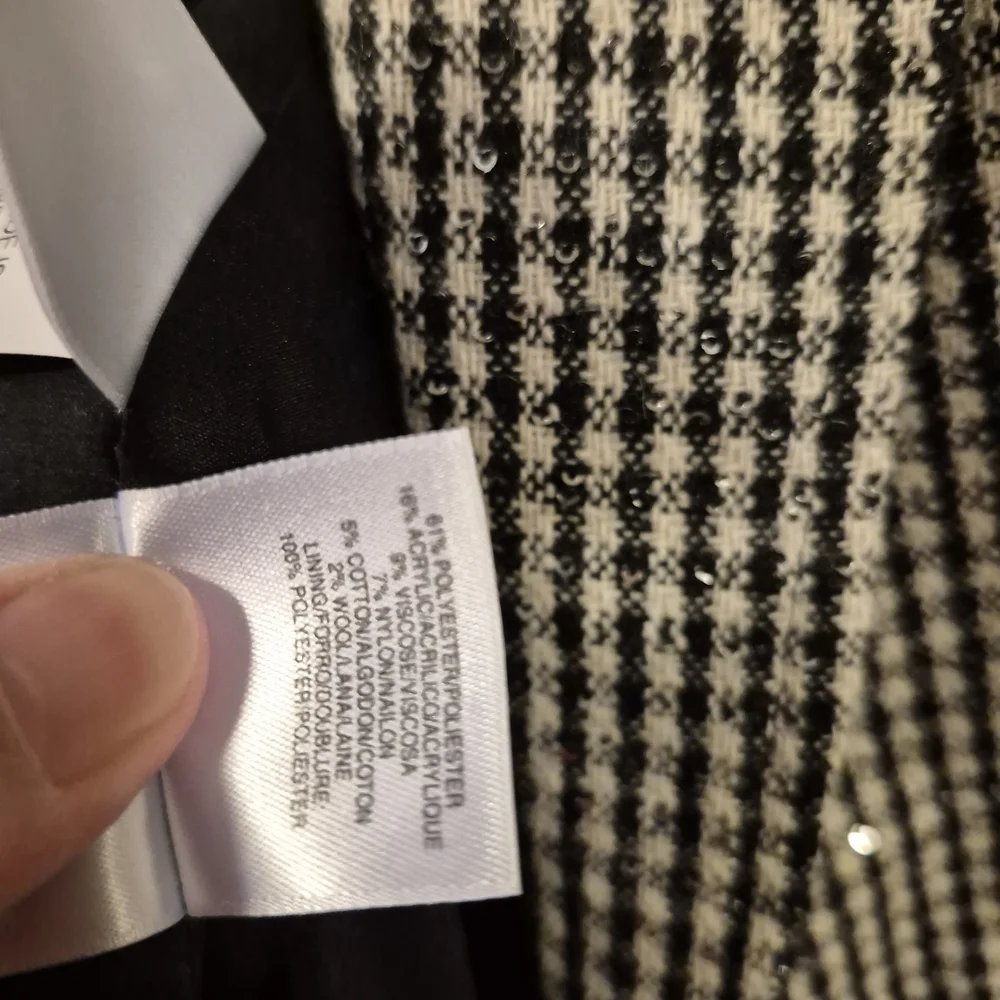 61% POLYESTER/POLIESTER
16% ACRYLIC/ACRILICO/ACRYLIQUE
9% VISCOSE/VISCOSA
7% NYLON/NAILON
5% COTTON/ALGODON/COTON
2% WOOL/LANA/LAINE
LINING/FORRO/DOUBLURE
100% POLYESTER/POLIESTER